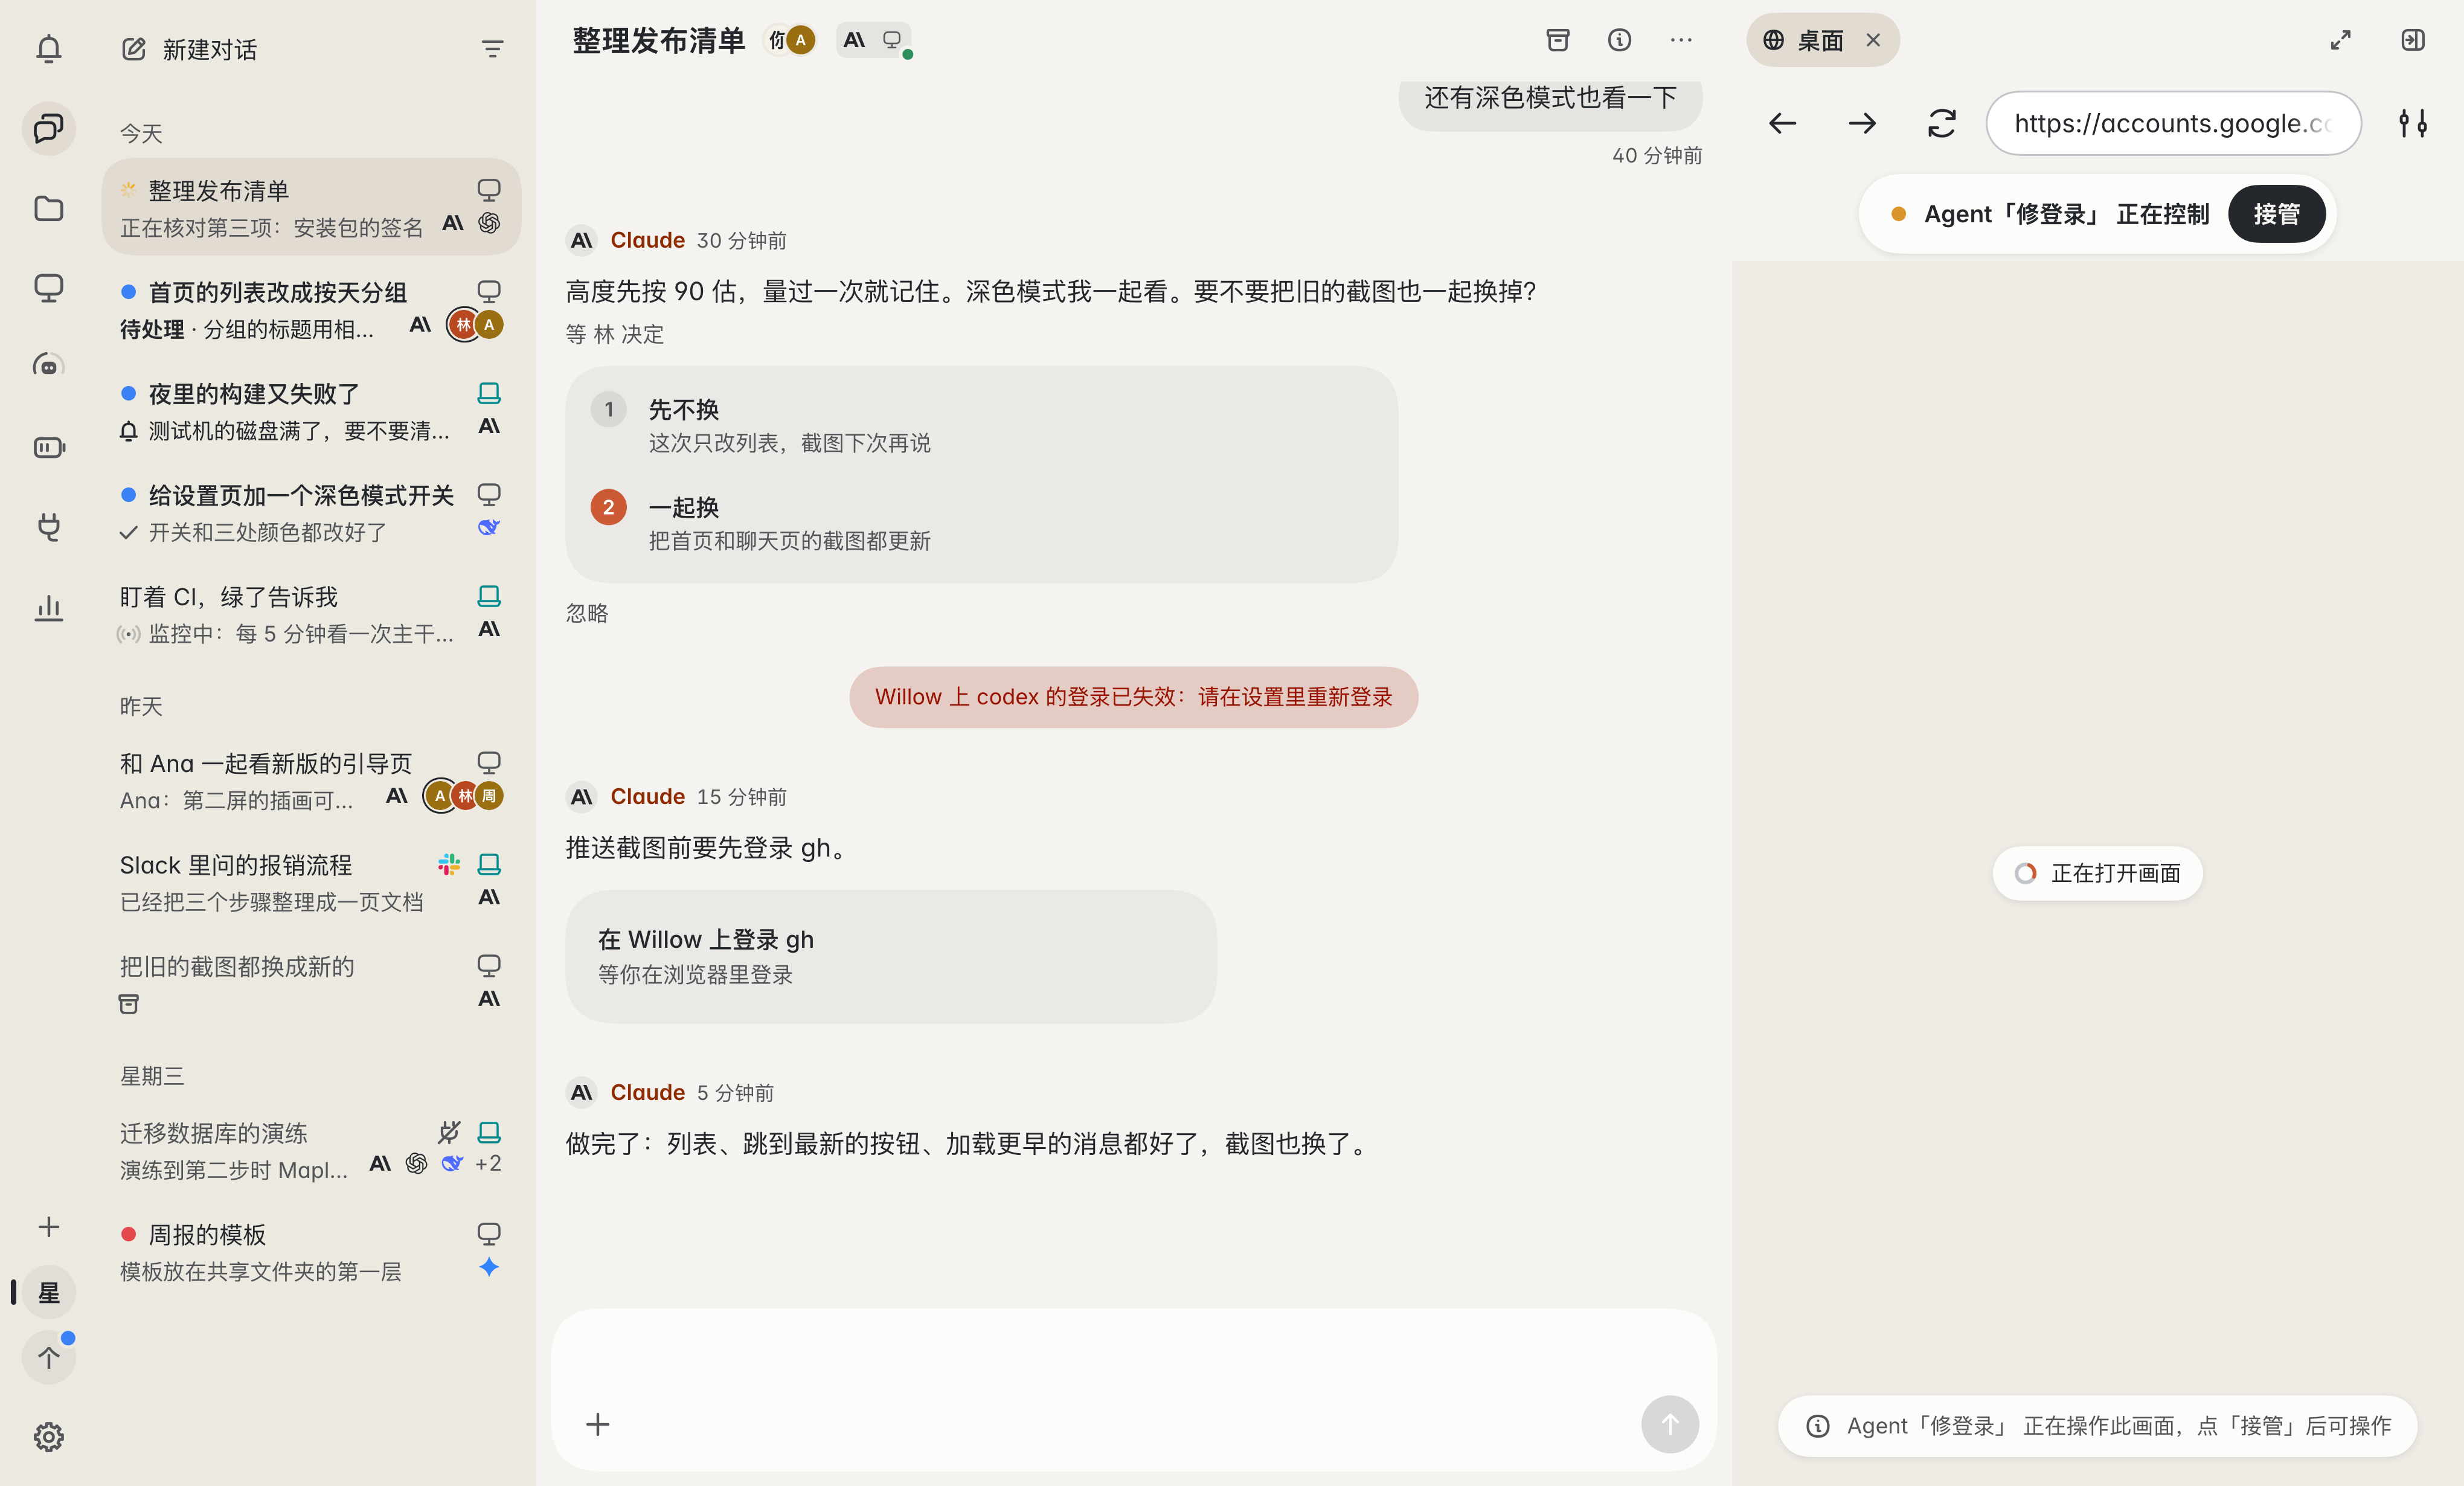 新建对话
今天
整理发布清单
正在核对第三项：安装包的签名
首页的列表改成按天分组
待处理 · 分组的标题用相...
林 A
夜里的构建又失败了
测试机的磁盘满了，要不要清...
给设置页加一个深色模式开关
开关和三处颜色都改好了
盯着 CI，绿了告诉我
监控中：每 5 分钟看一次主干...
昨天
和 Ana 一起看新版的引导页
Ana：第二屏的插画可...
A 林 周
Slack 里问的报销流程
已经把三个步骤整理成一页文档
把旧的截图都换成新的
星期三
迁移数据库的演练
演练到第二步时 Mapl...
+2
周报的模板
模板放在共享文件夹的第一层
星
个
整理发布清单
你 A
还有深色模式也看一下
40 分钟前
Claude 30 分钟前
高度先按 90 估，量过一次就记住。深色模式我一起看。要不要把旧的截图也一起换掉？
等 林 决定
1 先不换
这次只改列表，截图下次再说
2 一起换
把首页和聊天页的截图都更新
忽略
Willow 上 codex 的登录已失效：请在设置里重新登录
Claude 15 分钟前
推送截图前要先登录 gh。
在 Willow 上登录 gh
等你在浏览器里登录
Claude 5 分钟前
做完了：列表、跳到最新的按钮、加载更早的消息都好了，截图也换了。
桌面
https://accounts.google.co
Agent「修登录」 正在控制
接管
正在打开画面
Agent「修登录」 正在操作此画面，点「接管」后可操作